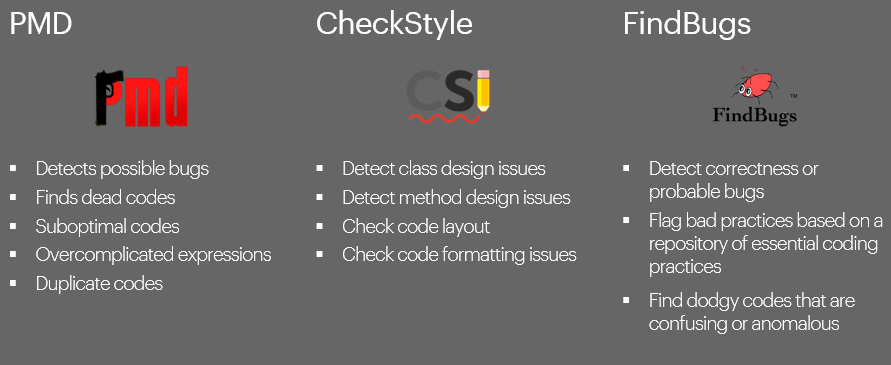 PMD
Pmd
▪ Detects possible bugs
▪ Finds dead codes
▪ Suboptimal codes
▪ Overcomplicated expressions
▪ Duplicate codes
CheckStyle
CS
▪ Detect class design issues
▪ Detect method design issues
▪ Check code layout
▪ Check code formatting issues
FindBugs
FindBugs ™
▪ Detect correctness or
probable bugs
▪ Flag bad practices based on a
repository of essential coding
practices
▪ Find dodgy codes that are
confusing or anomalous